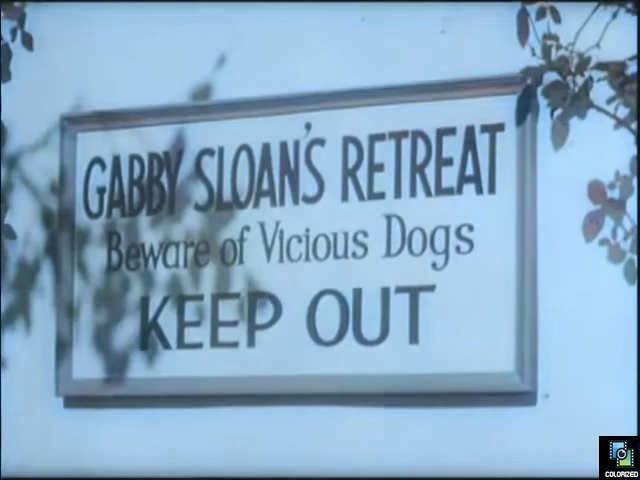 GABBY SLOAN'S RETREAT
Beware of Vicious Dogs
KEEP OUT
COLORIZED